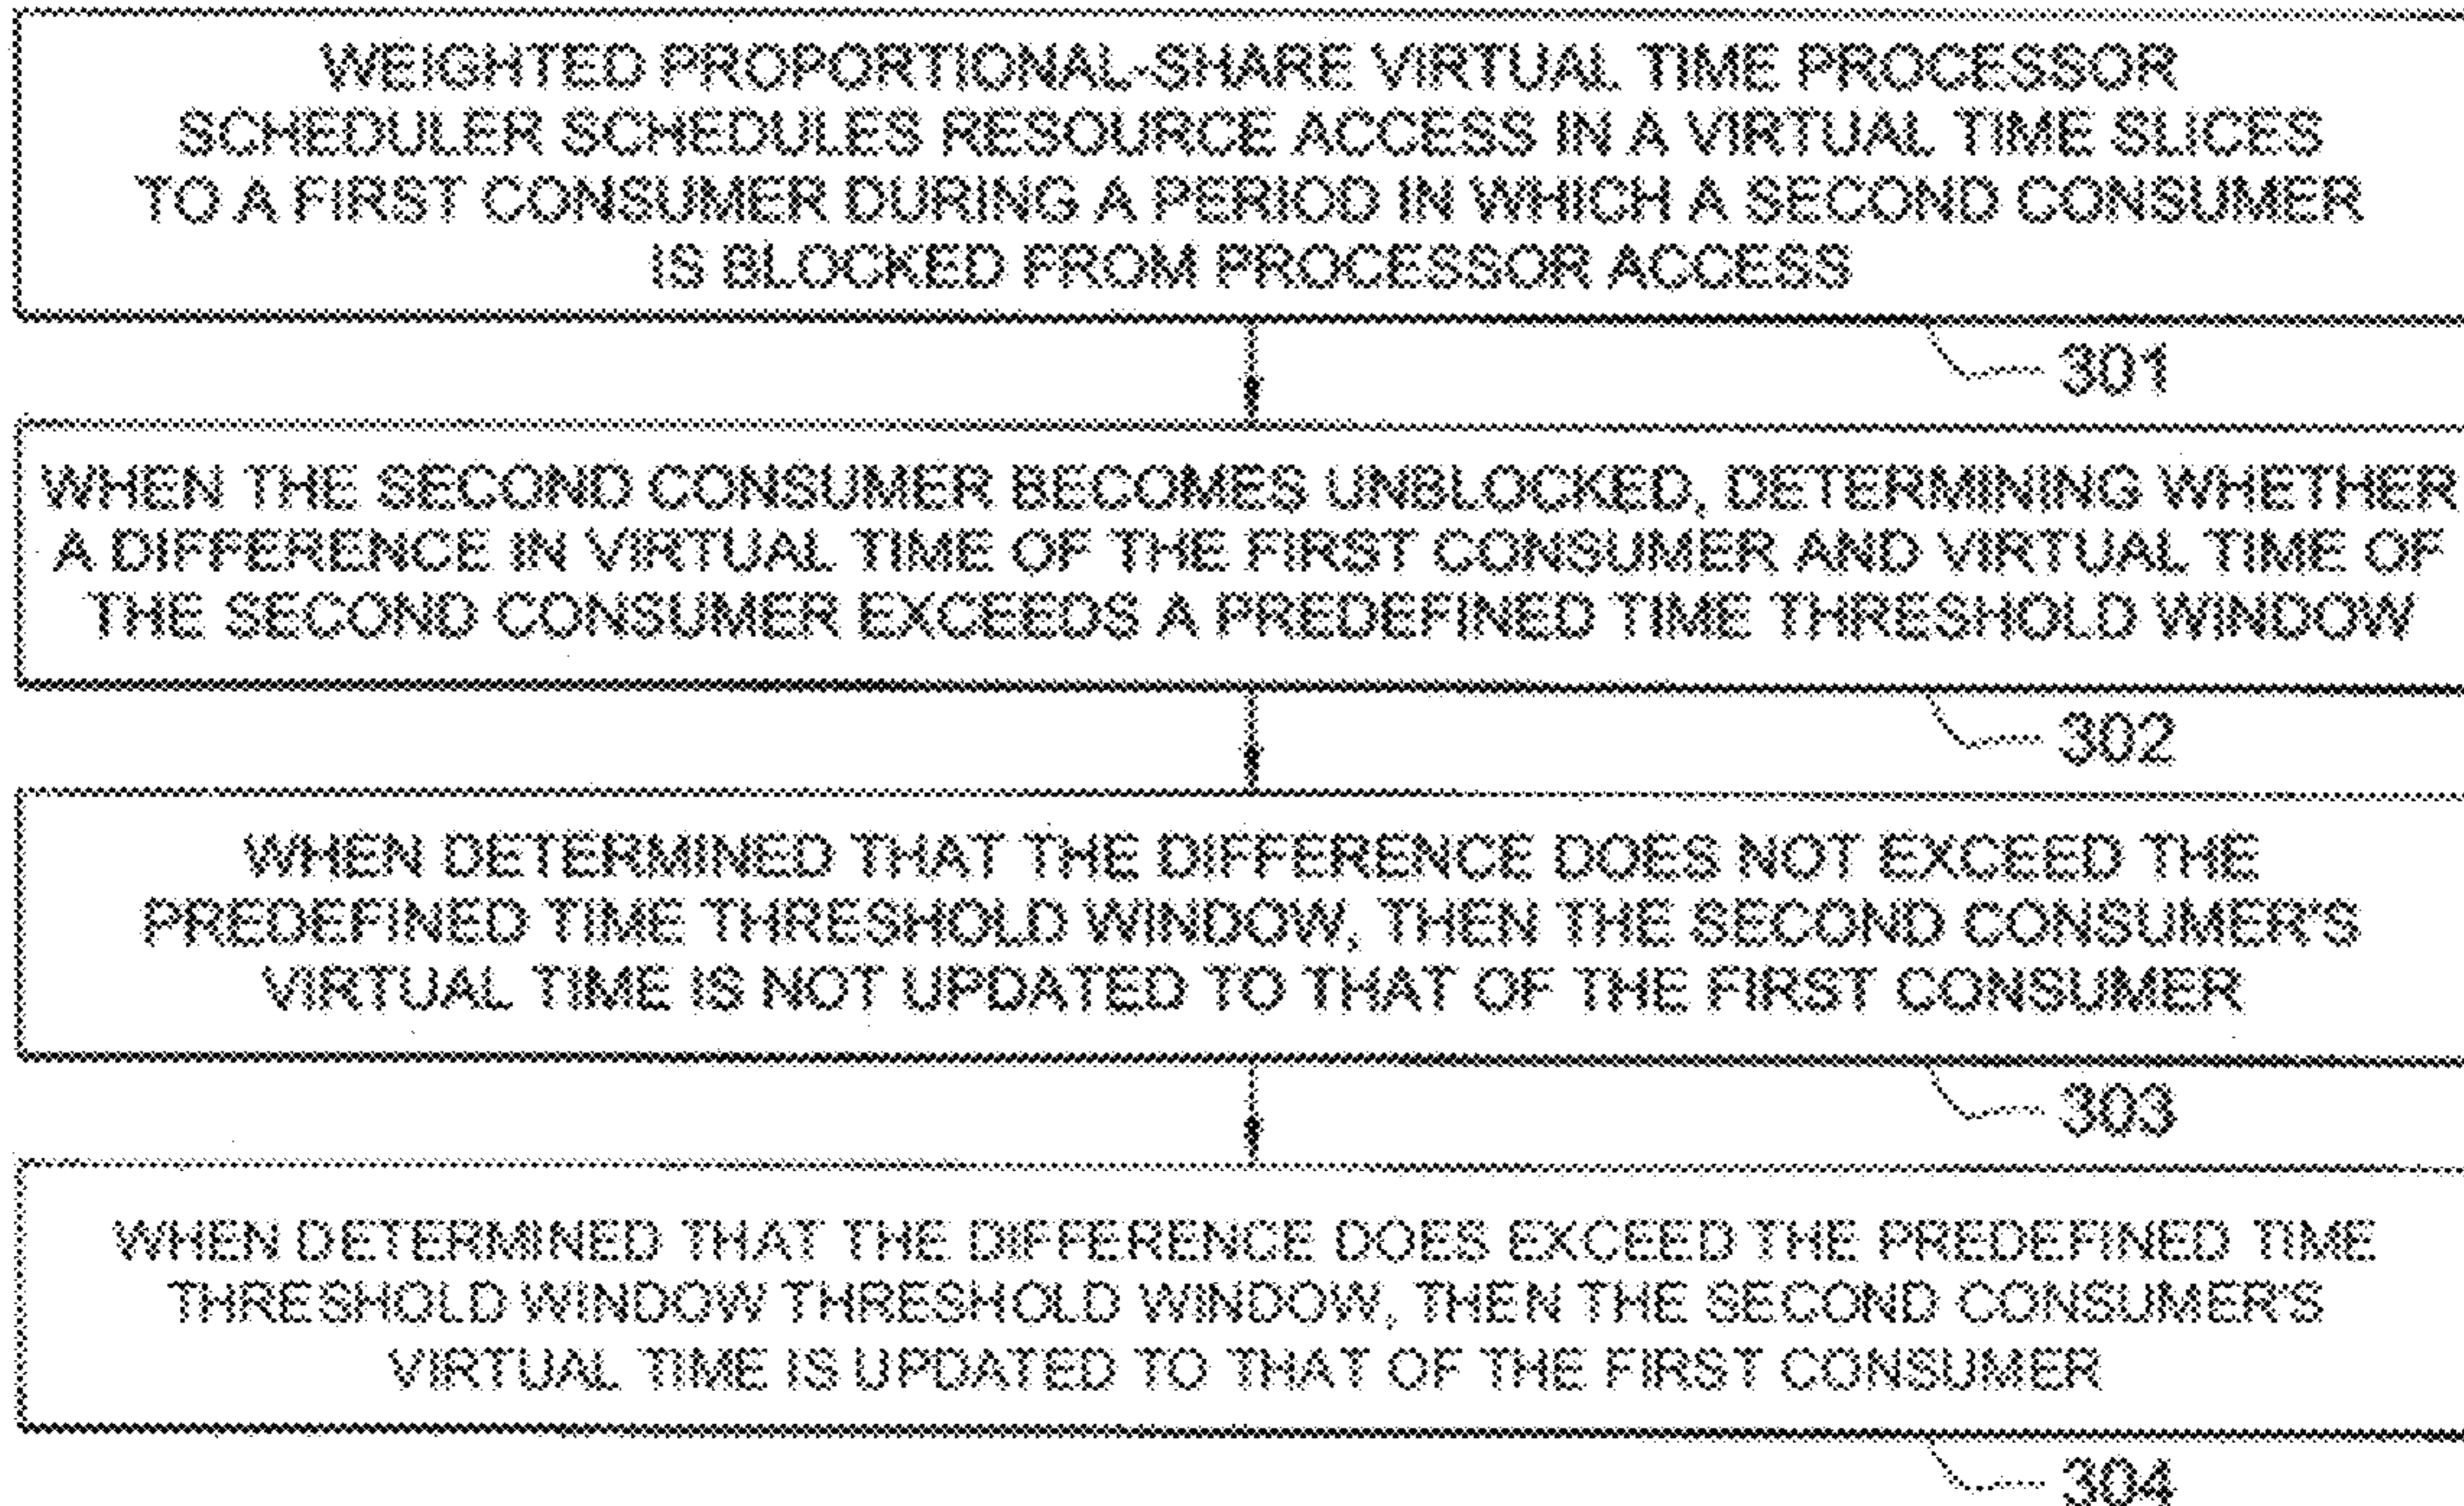 WEIGHTED PROPORTIONAL-SHARE VIRTUAL TIME PROCESSOR
SCHEDULER SCHEDULES RESOURCE ACCESS IN A VIRTUAL TIME SLICES
TO A FIRST CONSUMER DURING A PERIOD IN WHICH A SECOND CONSUMER
IS BLOCKED FROM PROCESSOR ACCESS
301
WHEN THE SECOND CONSUMER BECOMES UNBLOCKED, DETERMINING WHETHER
A DIFFERENCE IN VIRTUAL TIME OF THE FIRST CONSUMER AND VIRTUAL TIME OF
THE SECOND CONSUMER EXCEEDS A PREDEFINED TIME THRESHOLD WINDOW
302
WHEN DETERMINED THAT THE DIFFERENCE DOES NOT EXCEED THE
PREDEFINED TIME THRESHOLD WINDOW, THEN THE SECOND CONSUMER'S
VIRTUAL TIME IS NOT UPDATED TO THAT OF THE FIRST CONSUMER
303
WHEN DETERMINED THAT THE DIFFERENCE DOES EXCEED THE PREDEFINED TIME
THRESHOLD WINDOW THRESHOLD WINDOW, THEN THE SECOND CONSUMER'S
VIRTUAL TIME IS UPDATED TO THAT OF THE FIRST CONSUMER
304